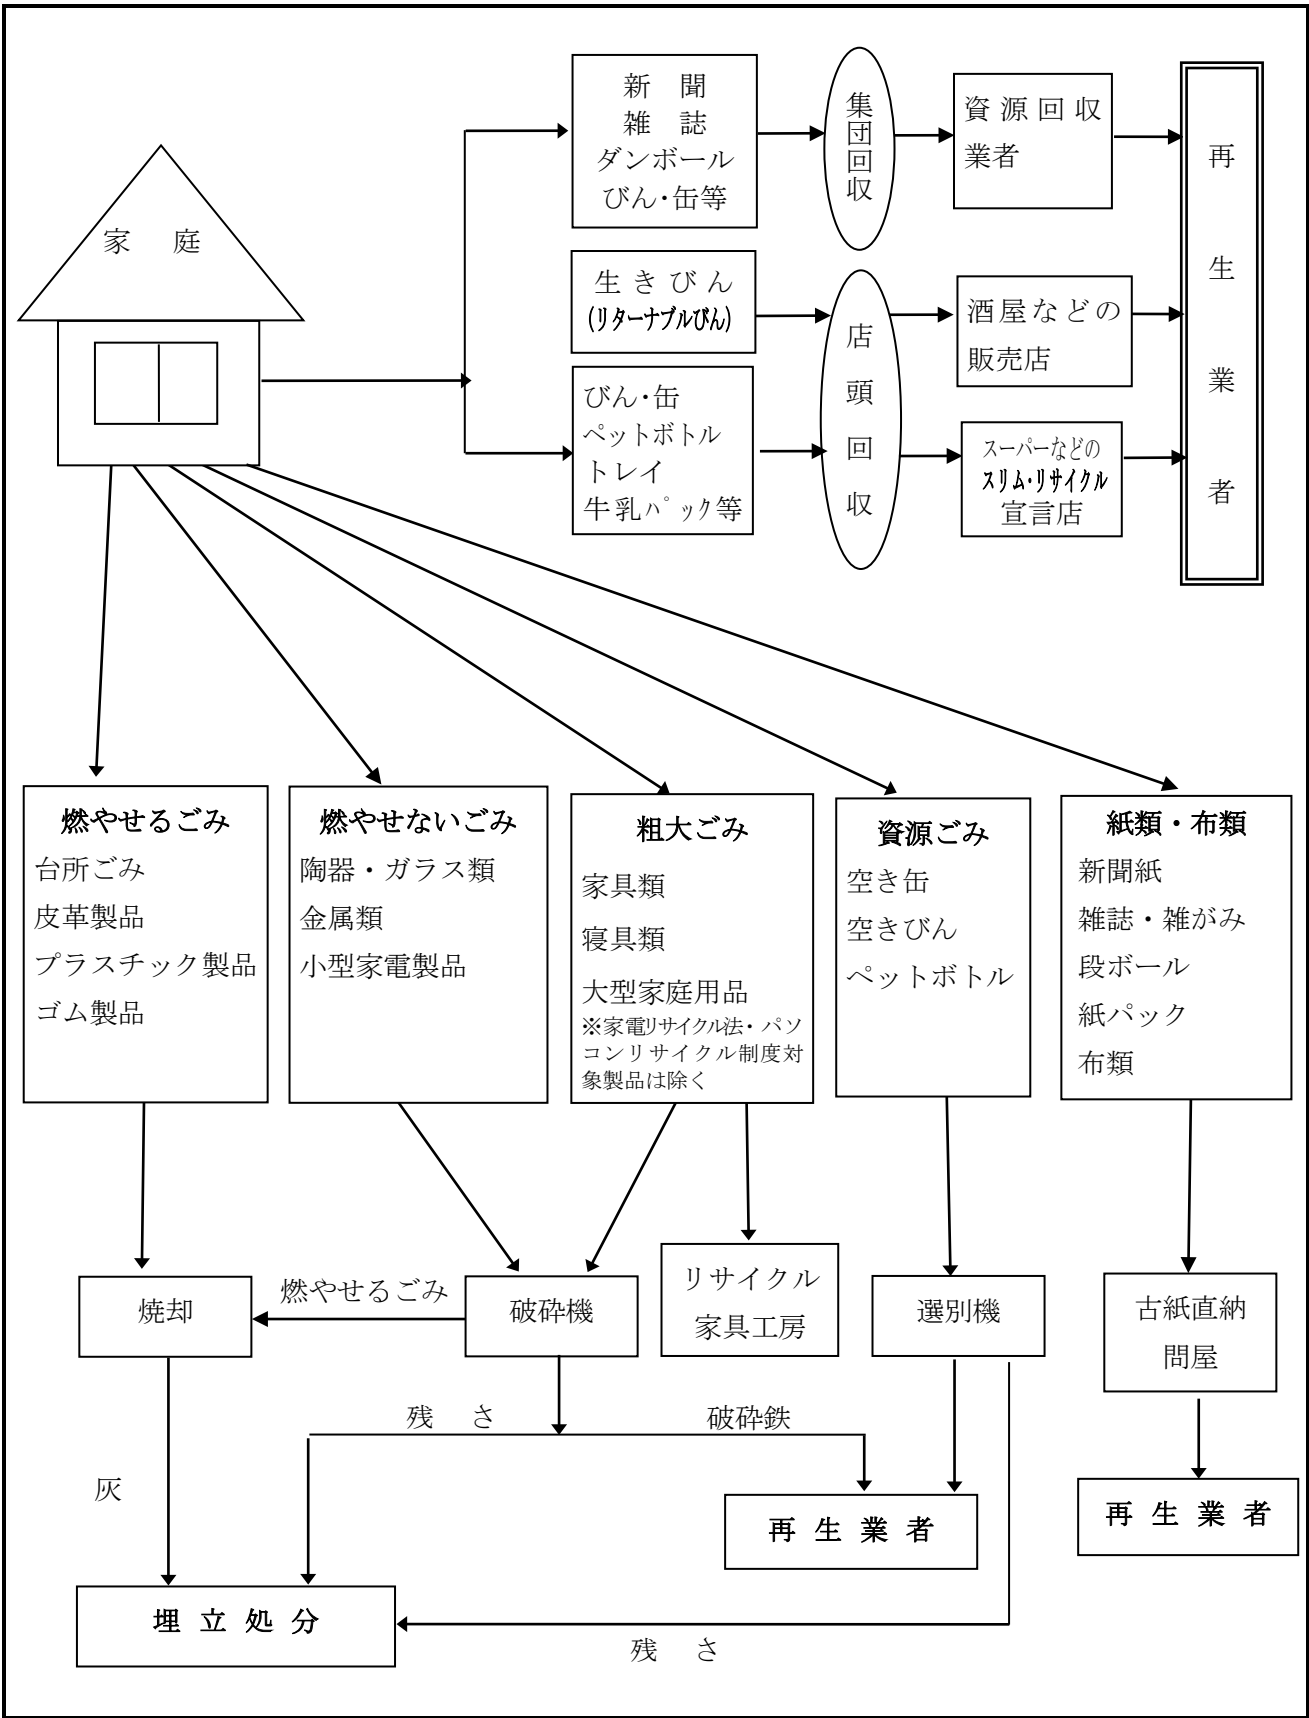 家　庭
新　聞
雑　誌
ダンボール
びん・缶等
集団回収
資源回収
業者
生きびん
(リターナブルびん)
びん・缶
ペットボトル
トレイ
牛乳パック等
店頭回収
酒屋などの
販売店
スーパーなどの
スリム・リサイクル
宣言店
再生業者
燃やせるごみ
台所ごみ
皮革製品
プラスチック製品
ゴム製品
燃やせないごみ
陶器・ガラス類
金属類
小型家電製品
粗大ごみ
家具類
寝具類
大型家庭用品
※家電リサイクル法・パソ
コンリサイクル制度対
象製品は除く
資源ごみ
空き缶
空きびん
ペットボトル
紙類・布類
新聞紙
雑誌・雑がみ
段ボール
紙パック
布類
焼却
燃やせるごみ
破砕機
リサイクル
家具工房
選別機
古紙直納
問屋
残　さ
破砕鉄
灰
再生業者
再生業者
埋立処分
残　さ